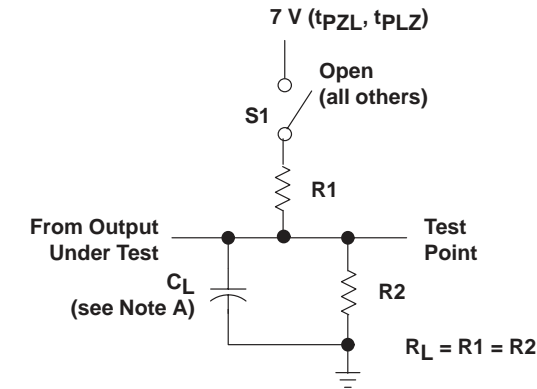 7 V (tPZL, tPLZ)
Open
(all others)
S1
R1
From Output
Under Test
Test
Point
CL
(see Note A)
R2
RL = R1 = R2